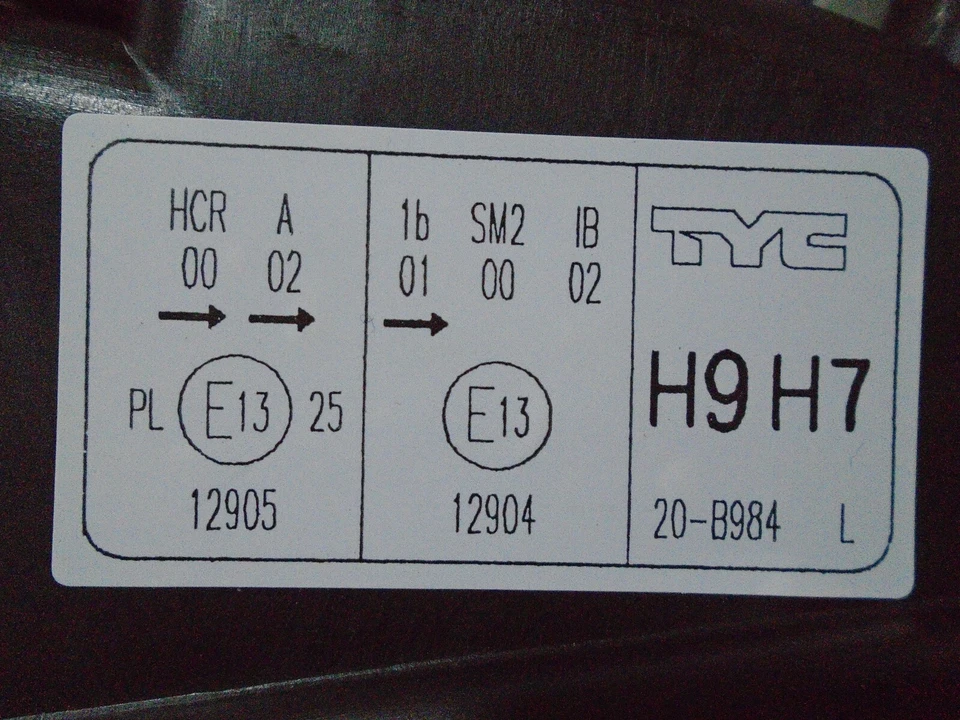 HCR A
00 02
→ →
PL E13 25
12905
1b SM2 IB
01 00 02
→
E13
12904
TYC
H9 H7
20-B984 L